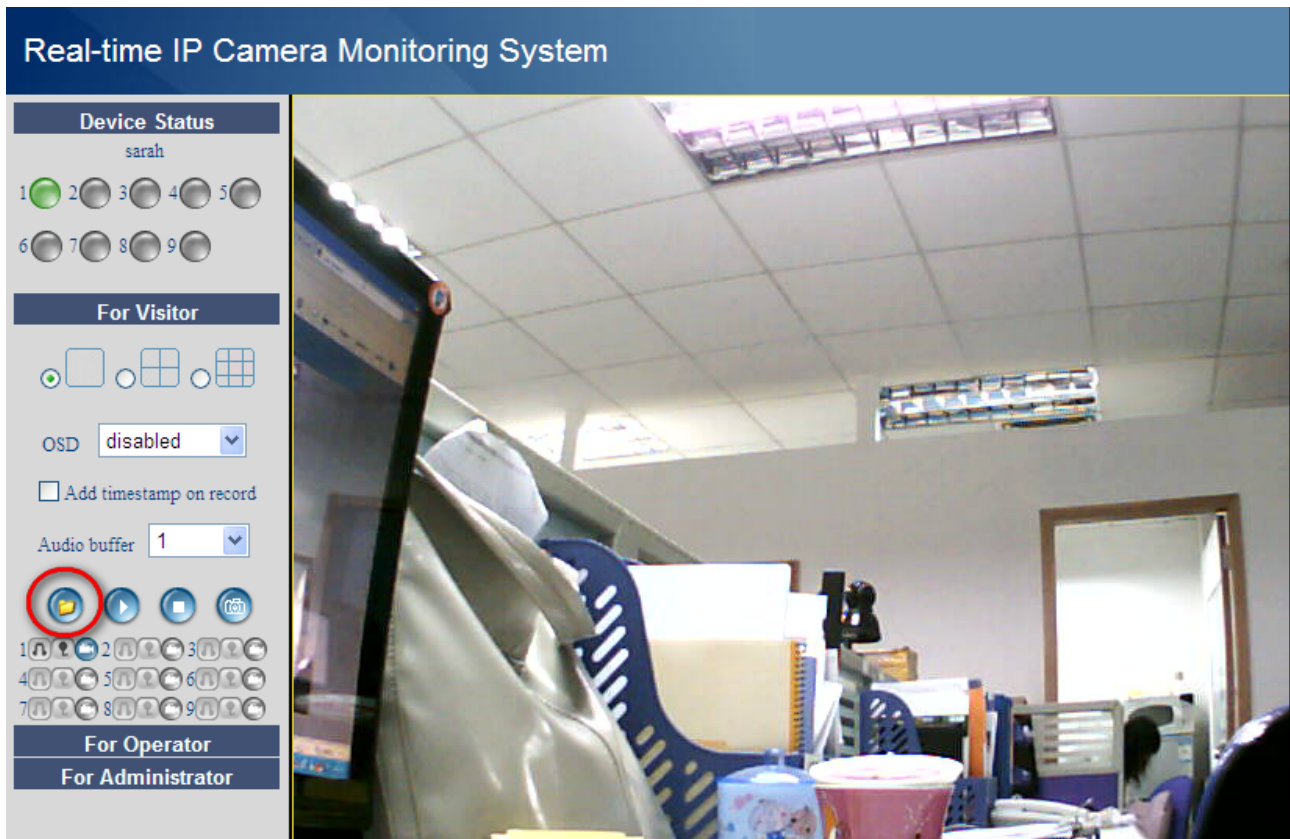 Real-time IP Camera Monitoring System
Device Status
sarah
1 2 3 4 5
6 7 8 9
For Visitor
OSD disabled
Add timestamp on record
Audio buffer 1
1 2 3
4 5 6
7 8 9
For Operator
For Administrator